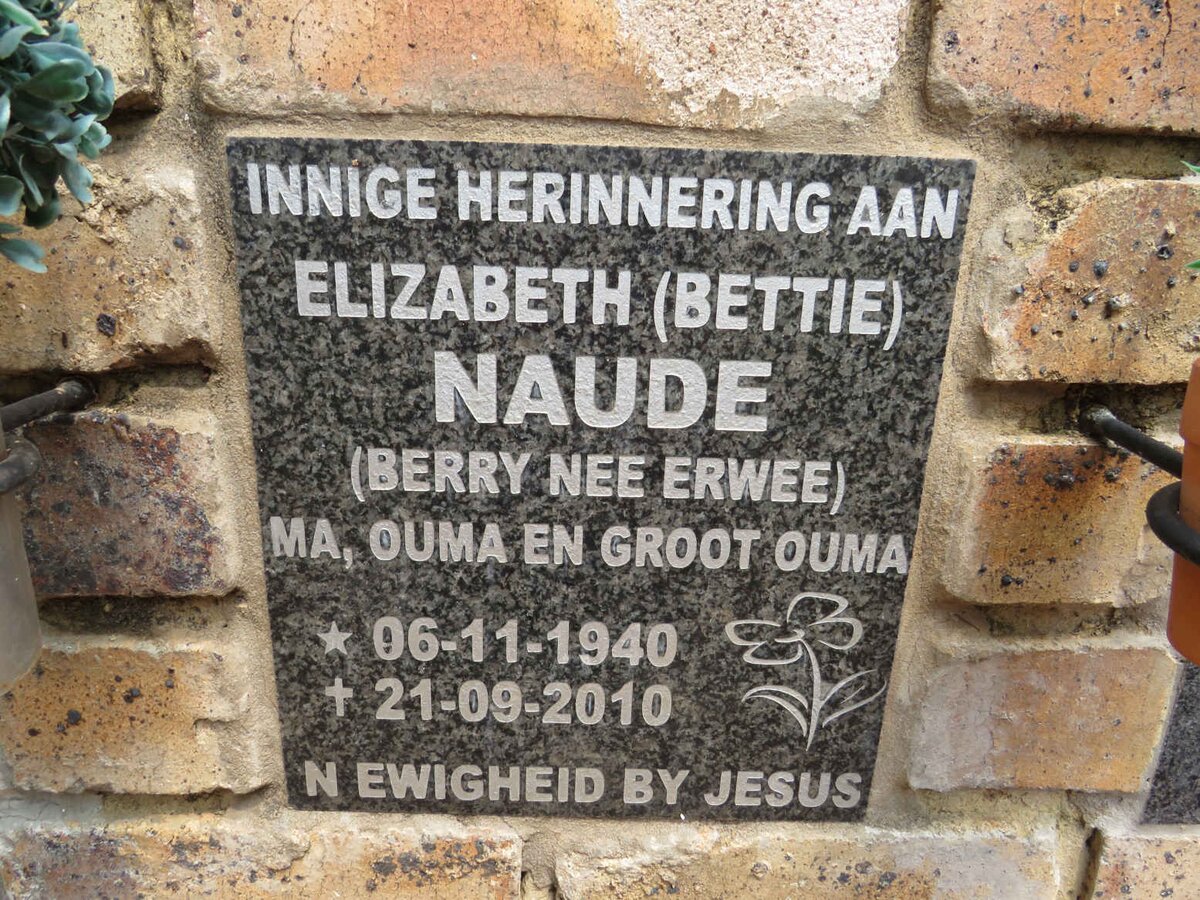 INNIGE HERINNERING AAN
ELIZABETH (BETTIE)
NAUDE
(BERRY NEE ERWEE)
MA, OUMA EN GROOT OUMA
★ 06-11-1940
✝ 21-09-2010
N EWIGHEID BY JESUS